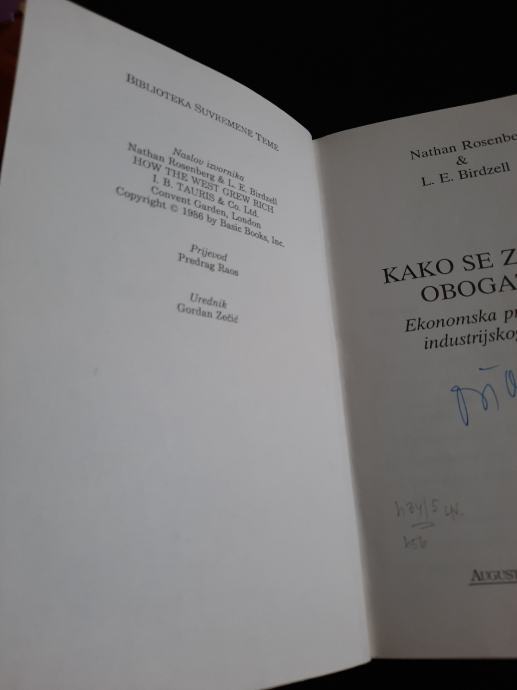 BIBLIOTEKA SUVREMENE TEME
Naslov izvornika
Nathan Rosenberg & L. E. Birdzell
HOW THE WEST GREW RICH
I. B. TAURIS & Co. Ltd.
Convent Garden, London
Copyright © 1986 by Basic Books, Inc.
Prijevod
Predrag Raos
Urednik
Gordan Zečić
Nathan Rosenbe
&
L. E. Birdzell
KAKO SE Z
OBOGA
Ekonomska p
industrijsko
AUGUST